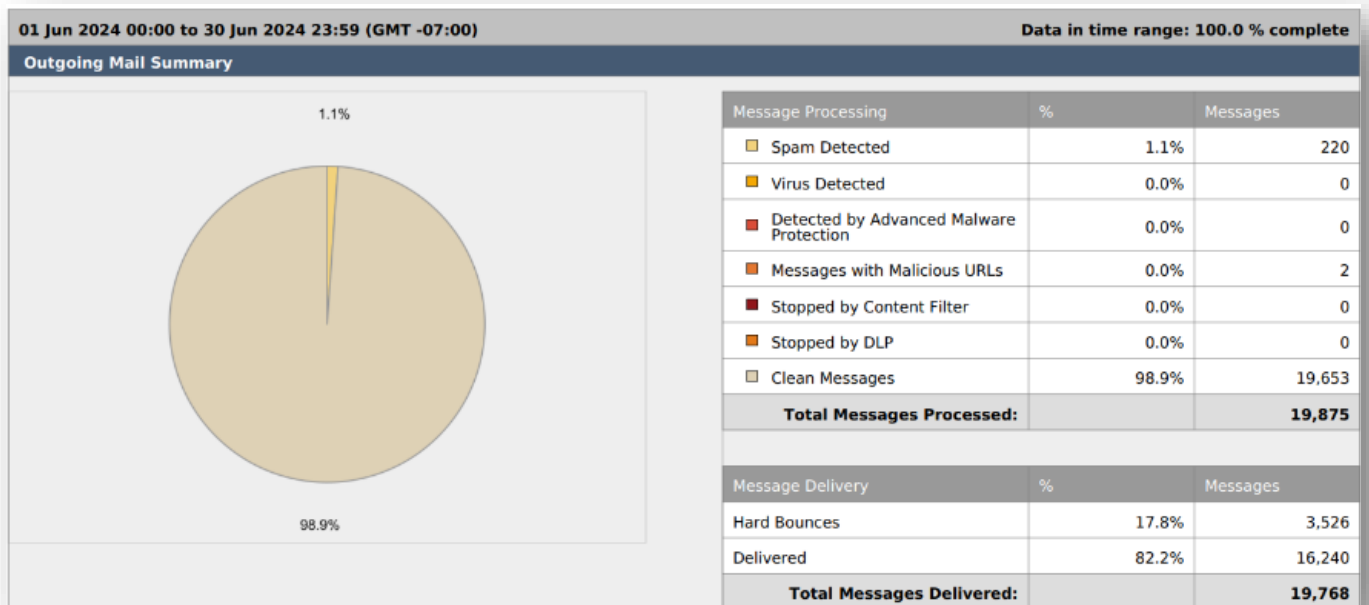 01 Jun 2024 00:00 to 30 Jun 2024 23:59 (GMT -07:00) Data in time range: 100.0 % complete
Outgoing Mail Summary
1.1%
98.9%
Message Processing % Messages
Spam Detected 1.1% 220
Virus Detected 0.0% 0
Detected by Advanced Malware
Protection 0.0% 0
Messages with Malicious URLs 0.0% 2
Stopped by Content Filter 0.0% 0
Stopped by DLP 0.0% 0
Clean Messages 98.9% 19,653
Total Messages Processed: 19,875
Message Delivery % Messages
Hard Bounces 17.8% 3,526
Delivered 82.2% 16,240
Total Messages Delivered: 19,768